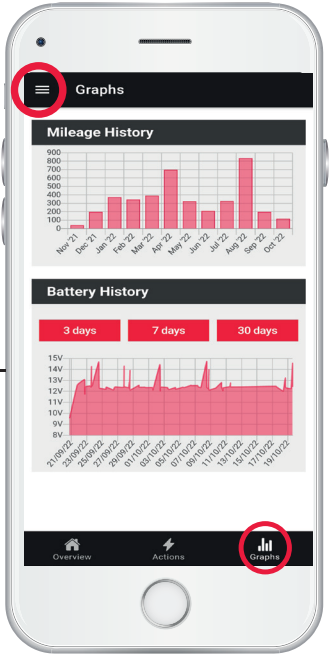 Graphs
Mileage History
900
800
700
600
500
400
300
200
100
0
Nov '21 Dec '21 Jan '22 Feb '22 Mar '22 Apr '22 May '22 Jun '22 Jul '22 Aug '22 Sep '22 Oct '22
Battery History
3 days 7 days 30 days
15V
14V
13V
12V
11V
10V
9V
8V
21/09/22 23/09/22 25/09/22 27/09/22 29/09/22 01/10/22 03/10/22 05/10/22 07/10/22 09/10/22 11/10/22 13/10/22 15/10/22 17/10/22 19/10/22
Overview Actions Graphs